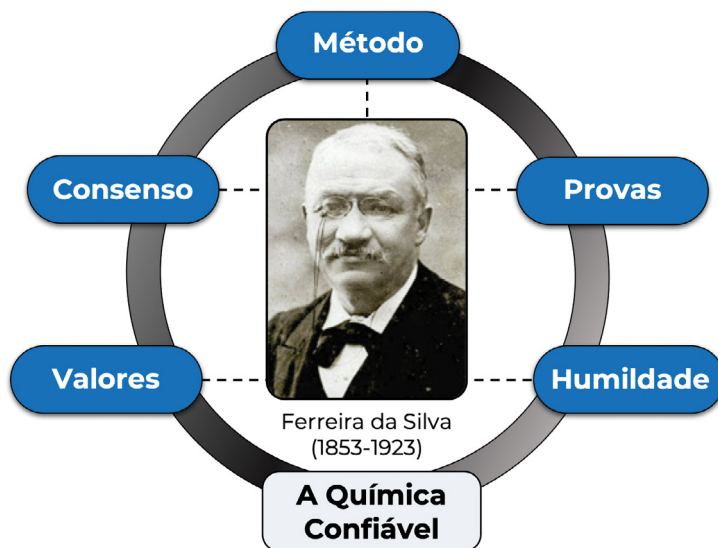 Método
Consenso
Provas
Valores
Humildade
Ferreira da Silva
(1853-1923)
A Química
Confiável